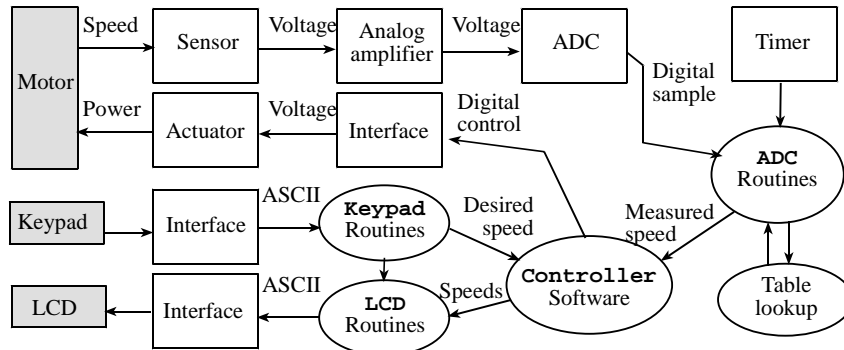 Speed
Sensor
Voltage
Analog
amplifier
Voltage
ADC
Timer
Motor
Digital
sample
Power
Actuator
Voltage
Interface
Digital
control
ADC
Routines
Keypad
Interface
ASCII
Keypad
Routines
Desired
speed
Measured
speed
Controller
Software
Table
lookup
LCD
Interface
ASCII
LCD
Routines
Speeds